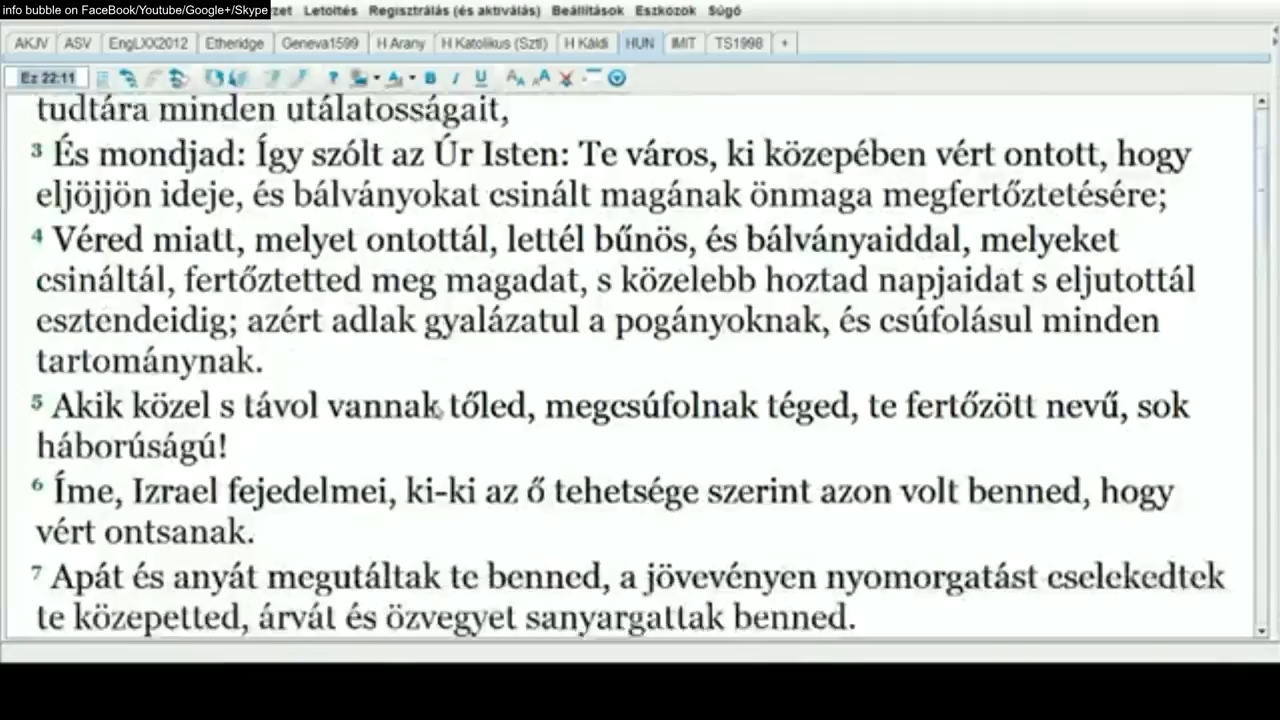 info bubble on FaceBook/Youtube/Google+/Skype
Letöltés Regisztrálás (és aktiválás) Beállítások Eszközök Súgó
AKJV ASV EngLXX2012 Etheridge Geneva1599 H Arany H Katolikus (SztI) H Káldi HUN IMIT TS1998 +
Ez 22:11
tudtára minden utálatosságait,
3 És mondjad: Így szólt az Úr Isten: Te város, ki közepében vért ontott, hogy
eljöjjön ideje, és bálványokat csinált magának önmaga megfertőztetésére;
4 Véred miatt, melyet ontottál, lettél bűnös, és bálványaiddal, melyeket
csináltál, fertőztetted meg magadat, s közelebb hoztad napjaidat s eljutottál
esztendeidig; azért adlak gyalázatul a pogányoknak, és csúfolásul minden
tartománynak.
5 Akik közel s távol vannak tőled, megcsúfolnak téged, te fertőzött nevű, sok
háborúságú!
6 Íme, Izrael fejedelmei, ki-ki az ő tehetsége szerint azon volt benned, hogy
vért ontsanak.
7 Apát és anyát megutáltak te benned, a jövevényen nyomorgatást cselekedtek
te közepetted, árvát és özvegyet sanyargattak benned.